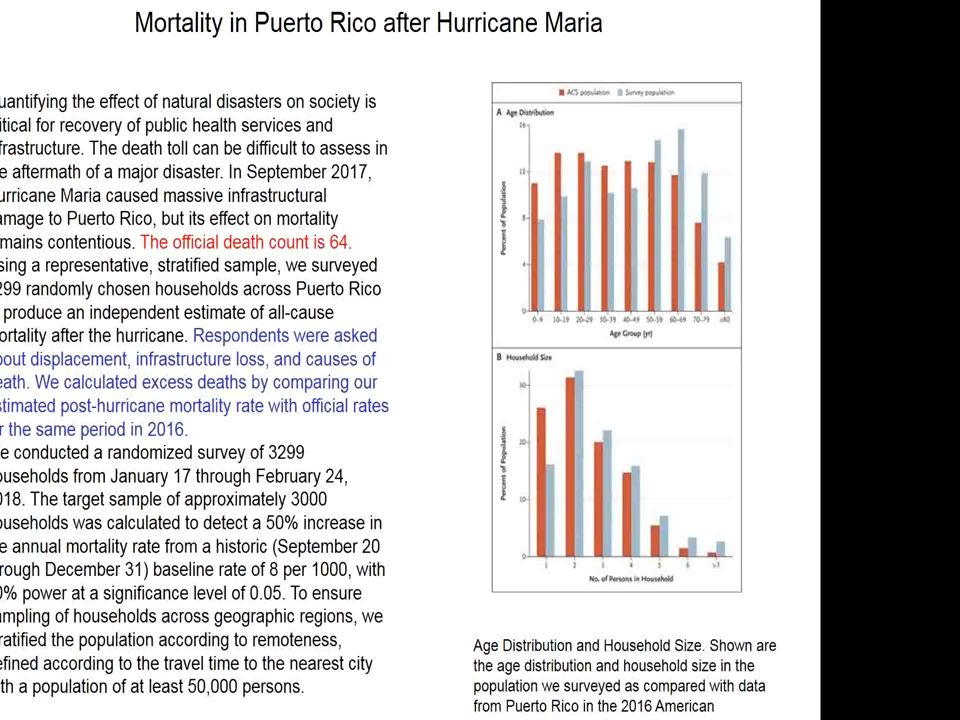 Mortality in Puerto Rico after Hurricane Maria
uantifying the effect of natural disasters on society is
itical for recovery of public health services and
frastructure. The death toll can be difficult to assess in
e aftermath of a major disaster. In September 2017,
urricane Maria caused massive infrastructural
amage to Puerto Rico, but its effect on mortality
mains contentious. The official death count is 64.
sing a representative, stratified sample, we surveyed
299 randomly chosen households across Puerto Rico
produce an independent estimate of all-cause
ortality after the hurricane. Respondents were asked
bout displacement, infrastructure loss, and causes of
eath. We calculated excess deaths by comparing our
stimated post-hurricane mortality rate with official rates
r the same period in 2016.
e conducted a randomized survey of 3299
ouseholds from January 17 through February 24,
018. The target sample of approximately 3000
ouseholds was calculated to detect a 50% increase in
e annual mortality rate from a historic (September 20
rough December 31) baseline rate of 8 per 1000, with
0% power at a significance level of 0.05. To ensure
ampling of households across geographic regions, we
ratified the population according to remoteness,
efined according to the travel time to the nearest city
th a population of at least 50,000 persons.
ACS population Survey population
A Age Distribution
Percent of Population
16
12
8
4
0
0–9 10–19 20–29 30–39 40–49 50–59 60–69 70–79 ≥80
Age Group (yr)
B Household Size
Percent of Population
30
20
10
0
1 2 3 4 5 6 ≥7
No. of Persons in Household
Age Distribution and Household Size. Shown are
the age distribution and household size in the
population we surveyed as compared with data
from Puerto Rico in the 2016 American